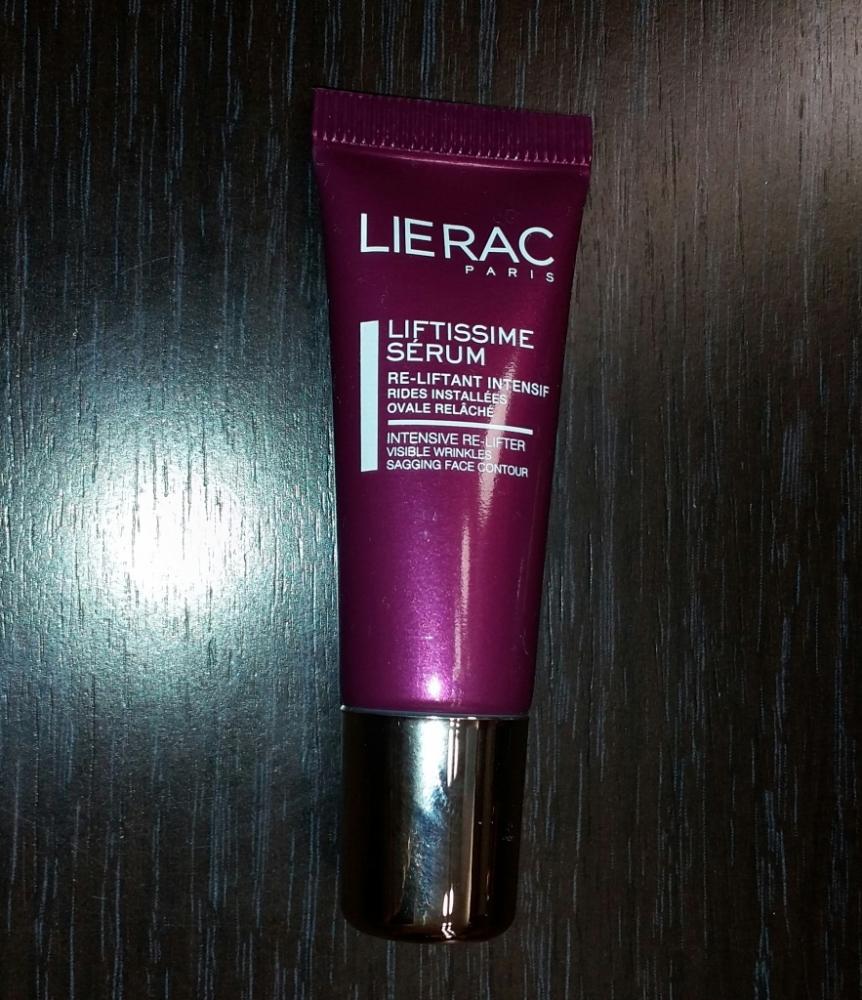 LIERAC
PARIS
LIFTISSIME
SÉRUM
RE-LIFTANT INTENSIF
RIDES INSTALLÉES
OVALE RELÂCHÉ
INTENSIVE RE-LIFTER
VISIBLE WRINKLES
SAGGING FACE CONTOUR